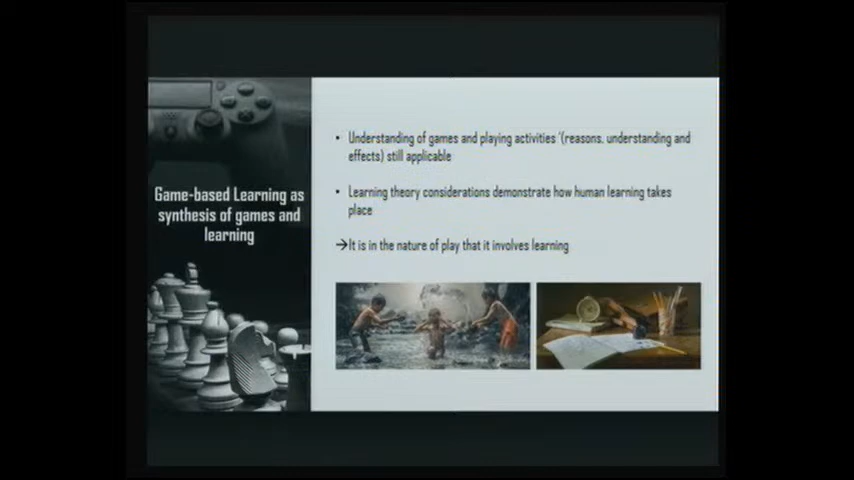 Game-based Learning as
synthesis of games and
learning
• Understanding of games and playing activities '(reasons, understanding and
effects) still applicable
• Learning theory considerations demonstrate how human learning takes
place
→It is in the nature of play that it involves learning